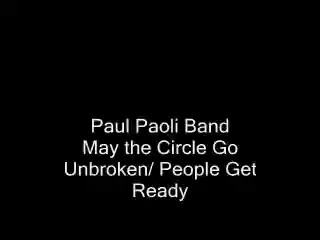 Paul Paoli Band
May the Circle Go
Unbroken/ People Get
Ready